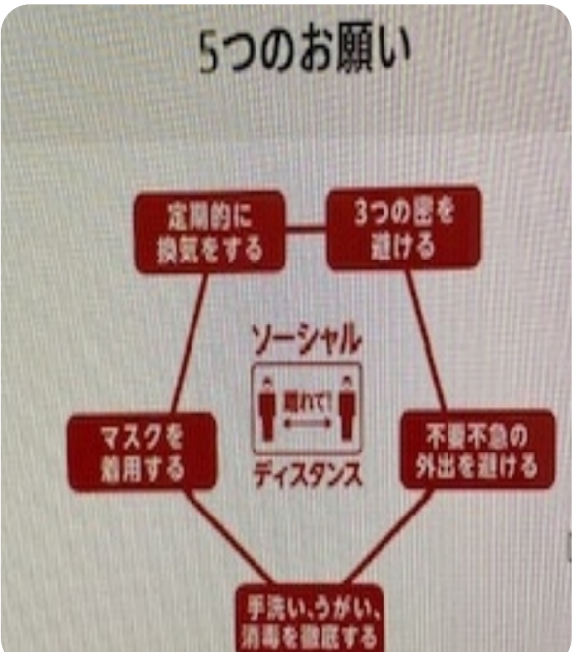 5つのお願い
定期的に
換気をする
3つの密を
避ける
ソーシャル
離れて!
ディスタンス
マスクを
着用する
不要不急の
外出を避ける
手洗い、うがい、
消毒を徹底する